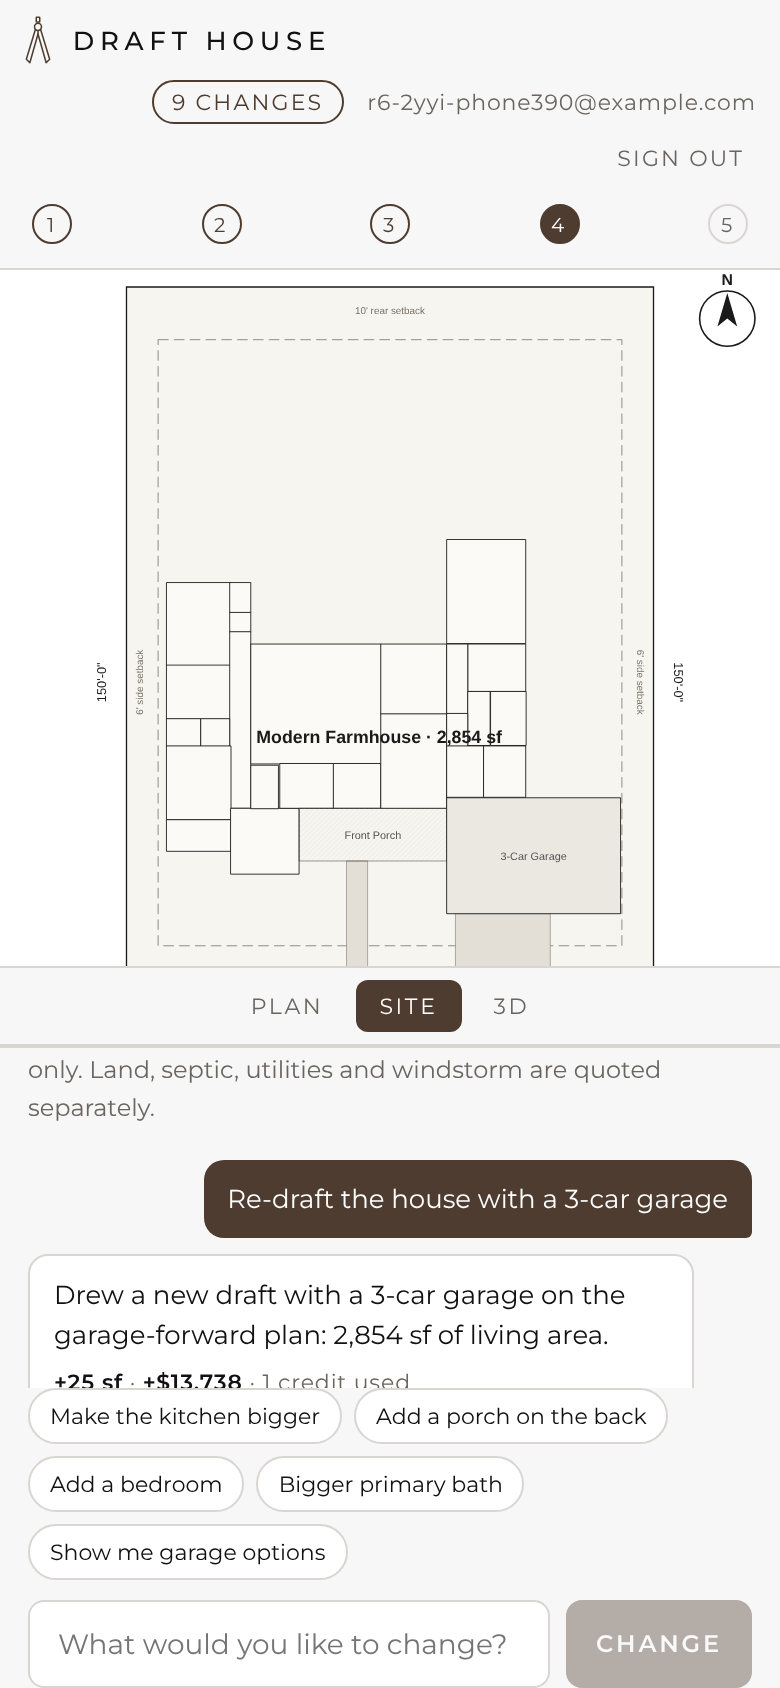 DRAFT HOUSE
9 CHANGES
r6-2yyi-phone390@example.com
SIGN OUT
1
2
3
4
5
N
10' rear setback
150'-0"
6' side setback
6' side setback
150'-0"
Modern Farmhouse · 2,854 sf
Front Porch
3-Car Garage
PLAN
SITE
3D
only. Land, septic, utilities and windstorm are quoted
separately.
Re-draft the house with a 3-car garage
Drew a new draft with a 3-car garage on the
garage-forward plan: 2,854 sf of living area.
+25 sf · +$13,738 · 1 credit used
Make the kitchen bigger
Add a porch on the back
Add a bedroom
Bigger primary bath
Show me garage options
What would you like to change?
CHANGE